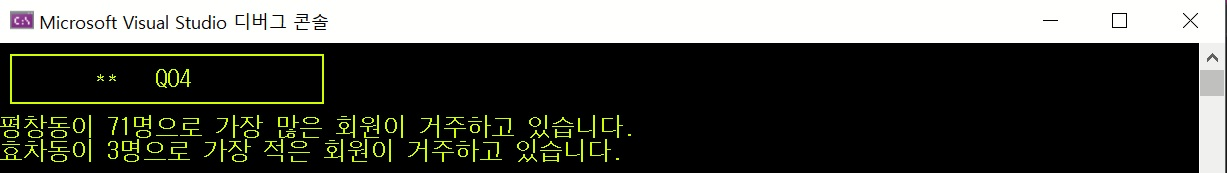 Microsoft Visual Studio 디버그 콘솔
** Q04
평창동이 71명으로 가장 많은 회원이 거주하고 있습니다.
효차동이 3명으로 가장 적은 회원이 거주하고 있습니다.